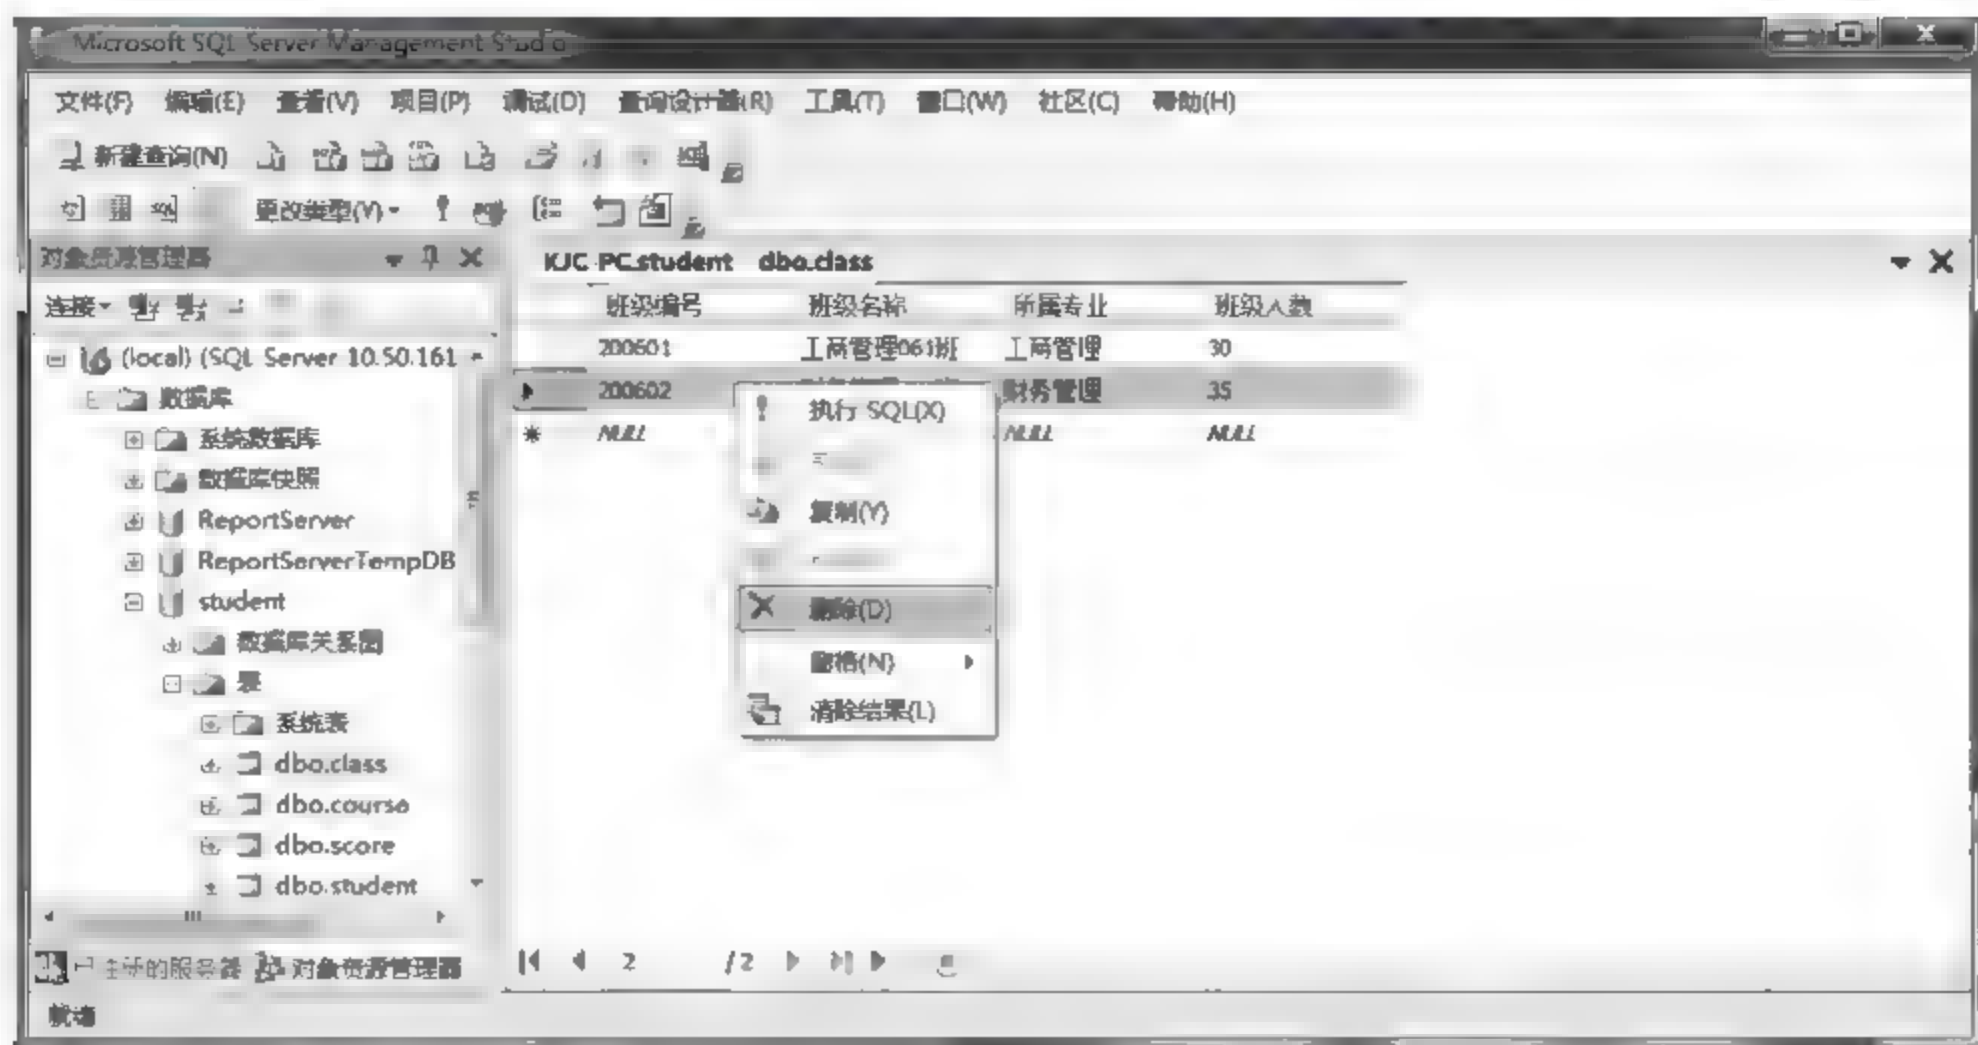 Microsoft SQL Server Management Studio
文件(F) 编辑(E) 查看(V) 项目(P) 调试(D) 查询设计器(R) 工具(T) 窗口(W) 社区(C) 帮助(H)
新建查询(N)
更改类型(Y)
对象资源管理器
KJC-PC.student dbo.class
连接
班级编号 班级名称 所属专业 班级人数
200601 工商管理061班 工商管理 30
(local) (SQL Server 10.50.161
200602 财务管理 35
数据库
执行 SQL(X)
NULL NULL NULL
系统数据库
数据库快照
复制(Y)
ReportServer
ReportServerTempDB
student
删除(D)
数据库关系图
窗格(N)
表
清除结果(L)
系统表
dbo.class
dbo.course
dbo.score
dbo.student
已注册的服务器 对象资源管理器
2 / 2
就绪